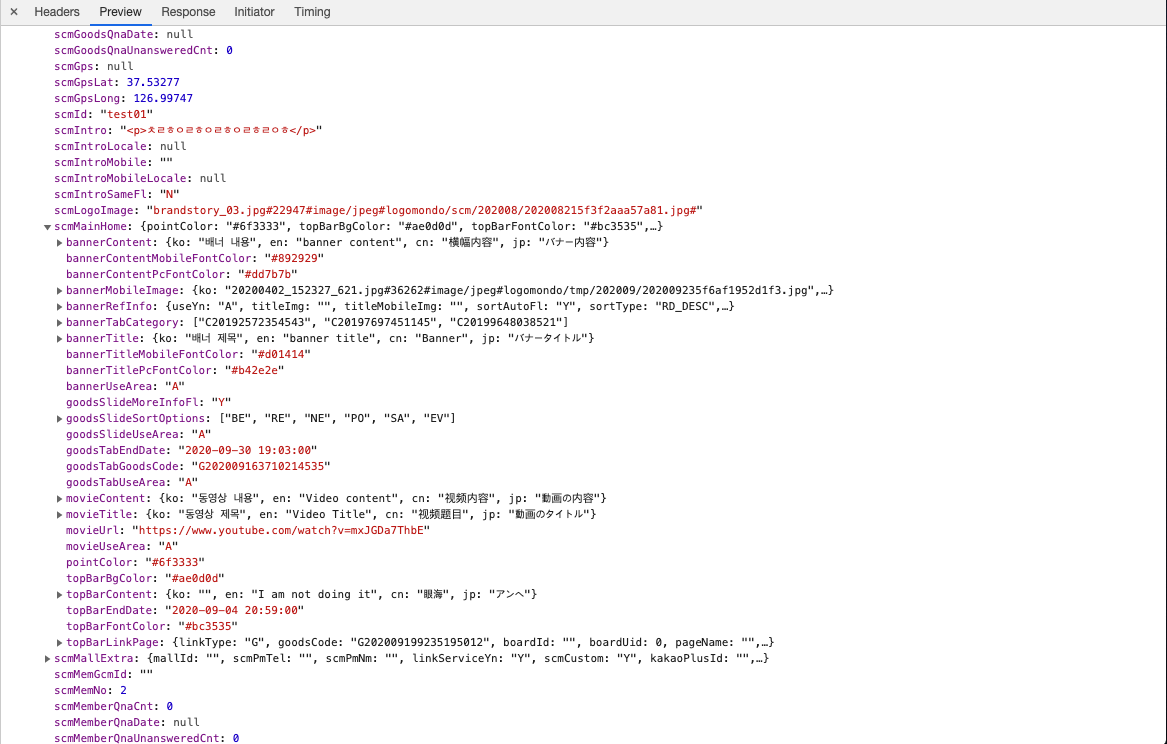 × Headers Preview Response Initiator Timing
scmGoodsQnaDate: null
scmGoodsQnaUnansweredCnt: 0
scmGps: null
scmGpsLat: 37.53277
scmGpsLong: 126.99747
scmId: "test01"
scmIntro: "<p>ㅊㄹㅎㅇㄹㅎㅇㄹㅎㅇㄹㅎㄹㅇㅎ</p>"
scmIntroLocale: null
scmIntroMobile: ""
scmIntroMobileLocale: null
scmIntroSameFl: "N"
scmLogoImage: "brandstory_03.jpg#22947#image/jpeg#logomondo/scm/202008/202008215f3f2aaa57a81.jpg#"
▼scmMainHome: {pointColor: "#6f3333", topBarBgColor: "#ae0d0d", topBarFontColor: "#bc3535",…}
▶bannerContent: {ko: "배너 내용", en: "banner content", cn: "横幅内容", jp: "バナー内容"}
bannerContentMobileFontColor: "#892929"
bannerContentPcFontColor: "#dd7b7b"
▶bannerMobileImage: {ko: "20200402_152327_621.jpg#36262#image/jpeg#logomondo/tmp/202009/202009235f6af1952d1f3.jpg",…}
▶bannerRefInfo: {useYn: "A", titleImg: "", titleMobileImg: "", sortAutoFl: "Y", sortType: "RD_DESC",…}
▶bannerTabCategory: ["C20192572354543", "C20197697451145", "C20199648038521"]
▶bannerTitle: {ko: "배너 제목", en: "banner title", cn: "Banner", jp: "バナータイトル"}
bannerTitleMobileFontColor: "#d01414"
bannerTitlePcFontColor: "#b42e2e"
bannerUseArea: "A"
goodsSlideMoreInfoFl: "Y"
▶goodsSlideSortOptions: ["BE", "RE", "NE", "PO", "SA", "EV"]
goodsSlideUseArea: "A"
goodsTabEndDate: "2020-09-30 19:03:00"
goodsTabGoodsCode: "G202009163710214535"
goodsTabUseArea: "A"
▶movieContent: {ko: "동영상 내용", en: "Video content", cn: "视频内容", jp: "動画の内容"}
▶movieTitle: {ko: "동영상 제목", en: "Video Title", cn: "视频题目", jp: "動画のタイトル"}
movieUrl: "https://www.youtube.com/watch?v=mxJGDa7ThbE"
movieUseArea: "A"
pointColor: "#6f3333"
topBarBgColor: "#ae0d0d"
▶topBarContent: {ko: "", en: "I am not doing it", cn: "眼海", jp: "アンヘ"}
topBarEndDate: "2020-09-04 20:59:00"
topBarFontColor: "#bc3535"
▶topBarLinkPage: {linkType: "G", goodsCode: "G202009199235195012", boardId: "", boardUid: 0, pageName: "",…}
▶scmMallExtra: {mallId: "", scmPmTel: "", scmPmNm: "", linkServiceYn: "Y", scmCustom: "Y", kakaoPlusId: "",…}
scmMemGcmId: ""
scmMemNo: 2
scmMemberQnaCnt: 0
scmMemberQnaDate: null
scmMemberQnaUnansweredCnt: 0